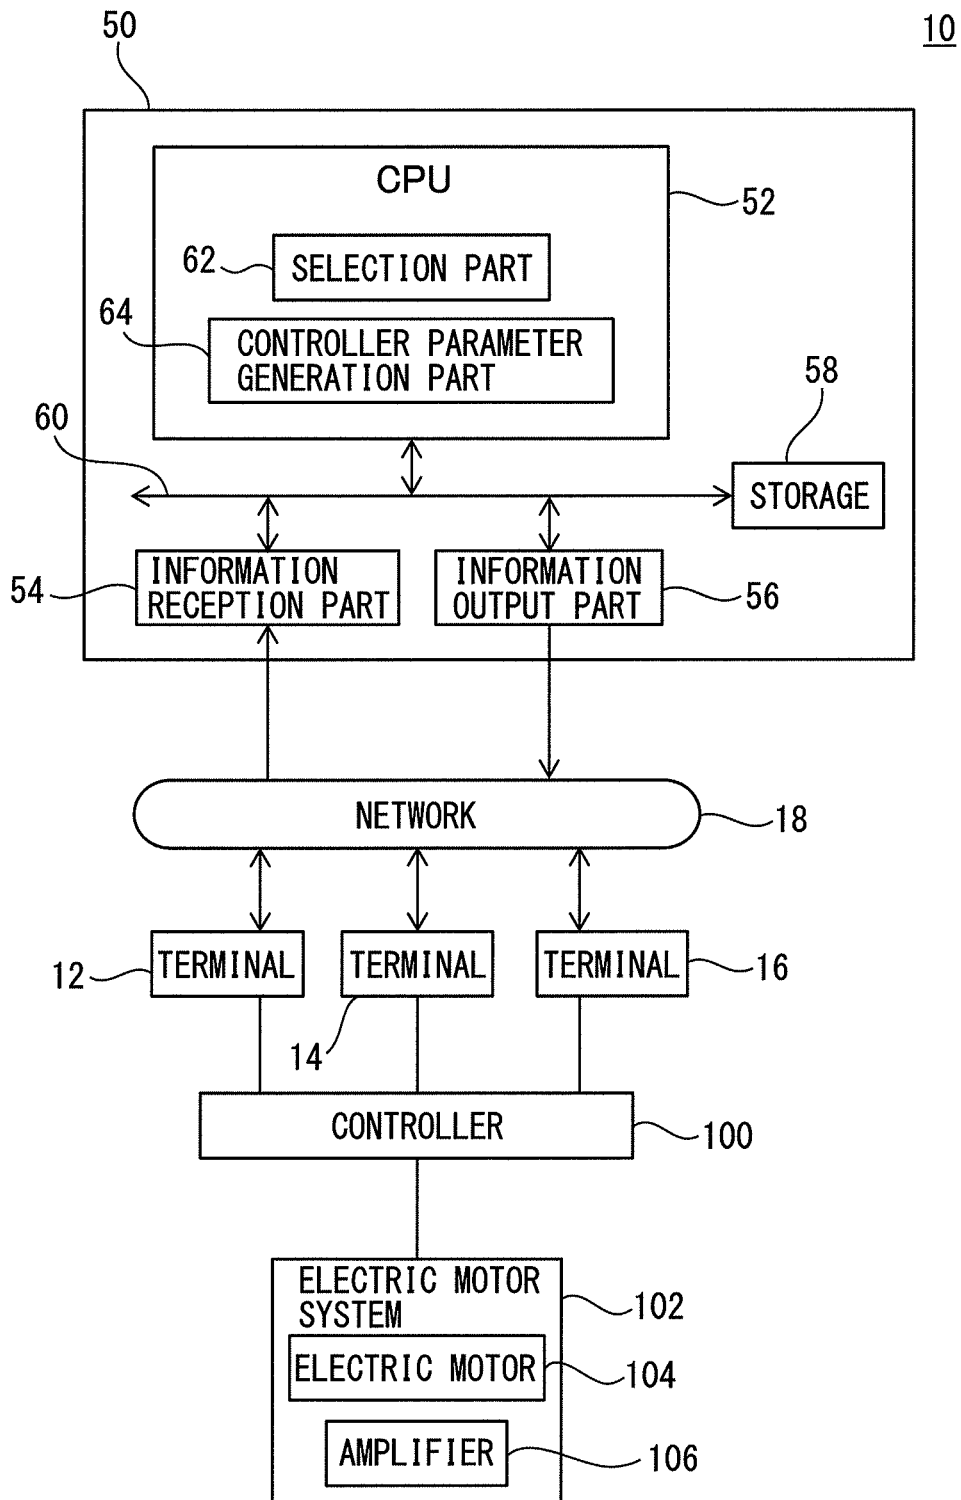 50
10
CPU
52
62
SELECTION PART
64
CONTROLLER PARAMETER
GENERATION PART
58
60
STORAGE
54
INFORMATION
RECEPTION PART
INFORMATION
OUTPUT PART
56
NETWORK
18
12
TERMINAL
TERMINAL
TERMINAL
16
14
CONTROLLER
100
ELECTRIC MOTOR
SYSTEM
102
ELECTRIC MOTOR
104
AMPLIFIER
106